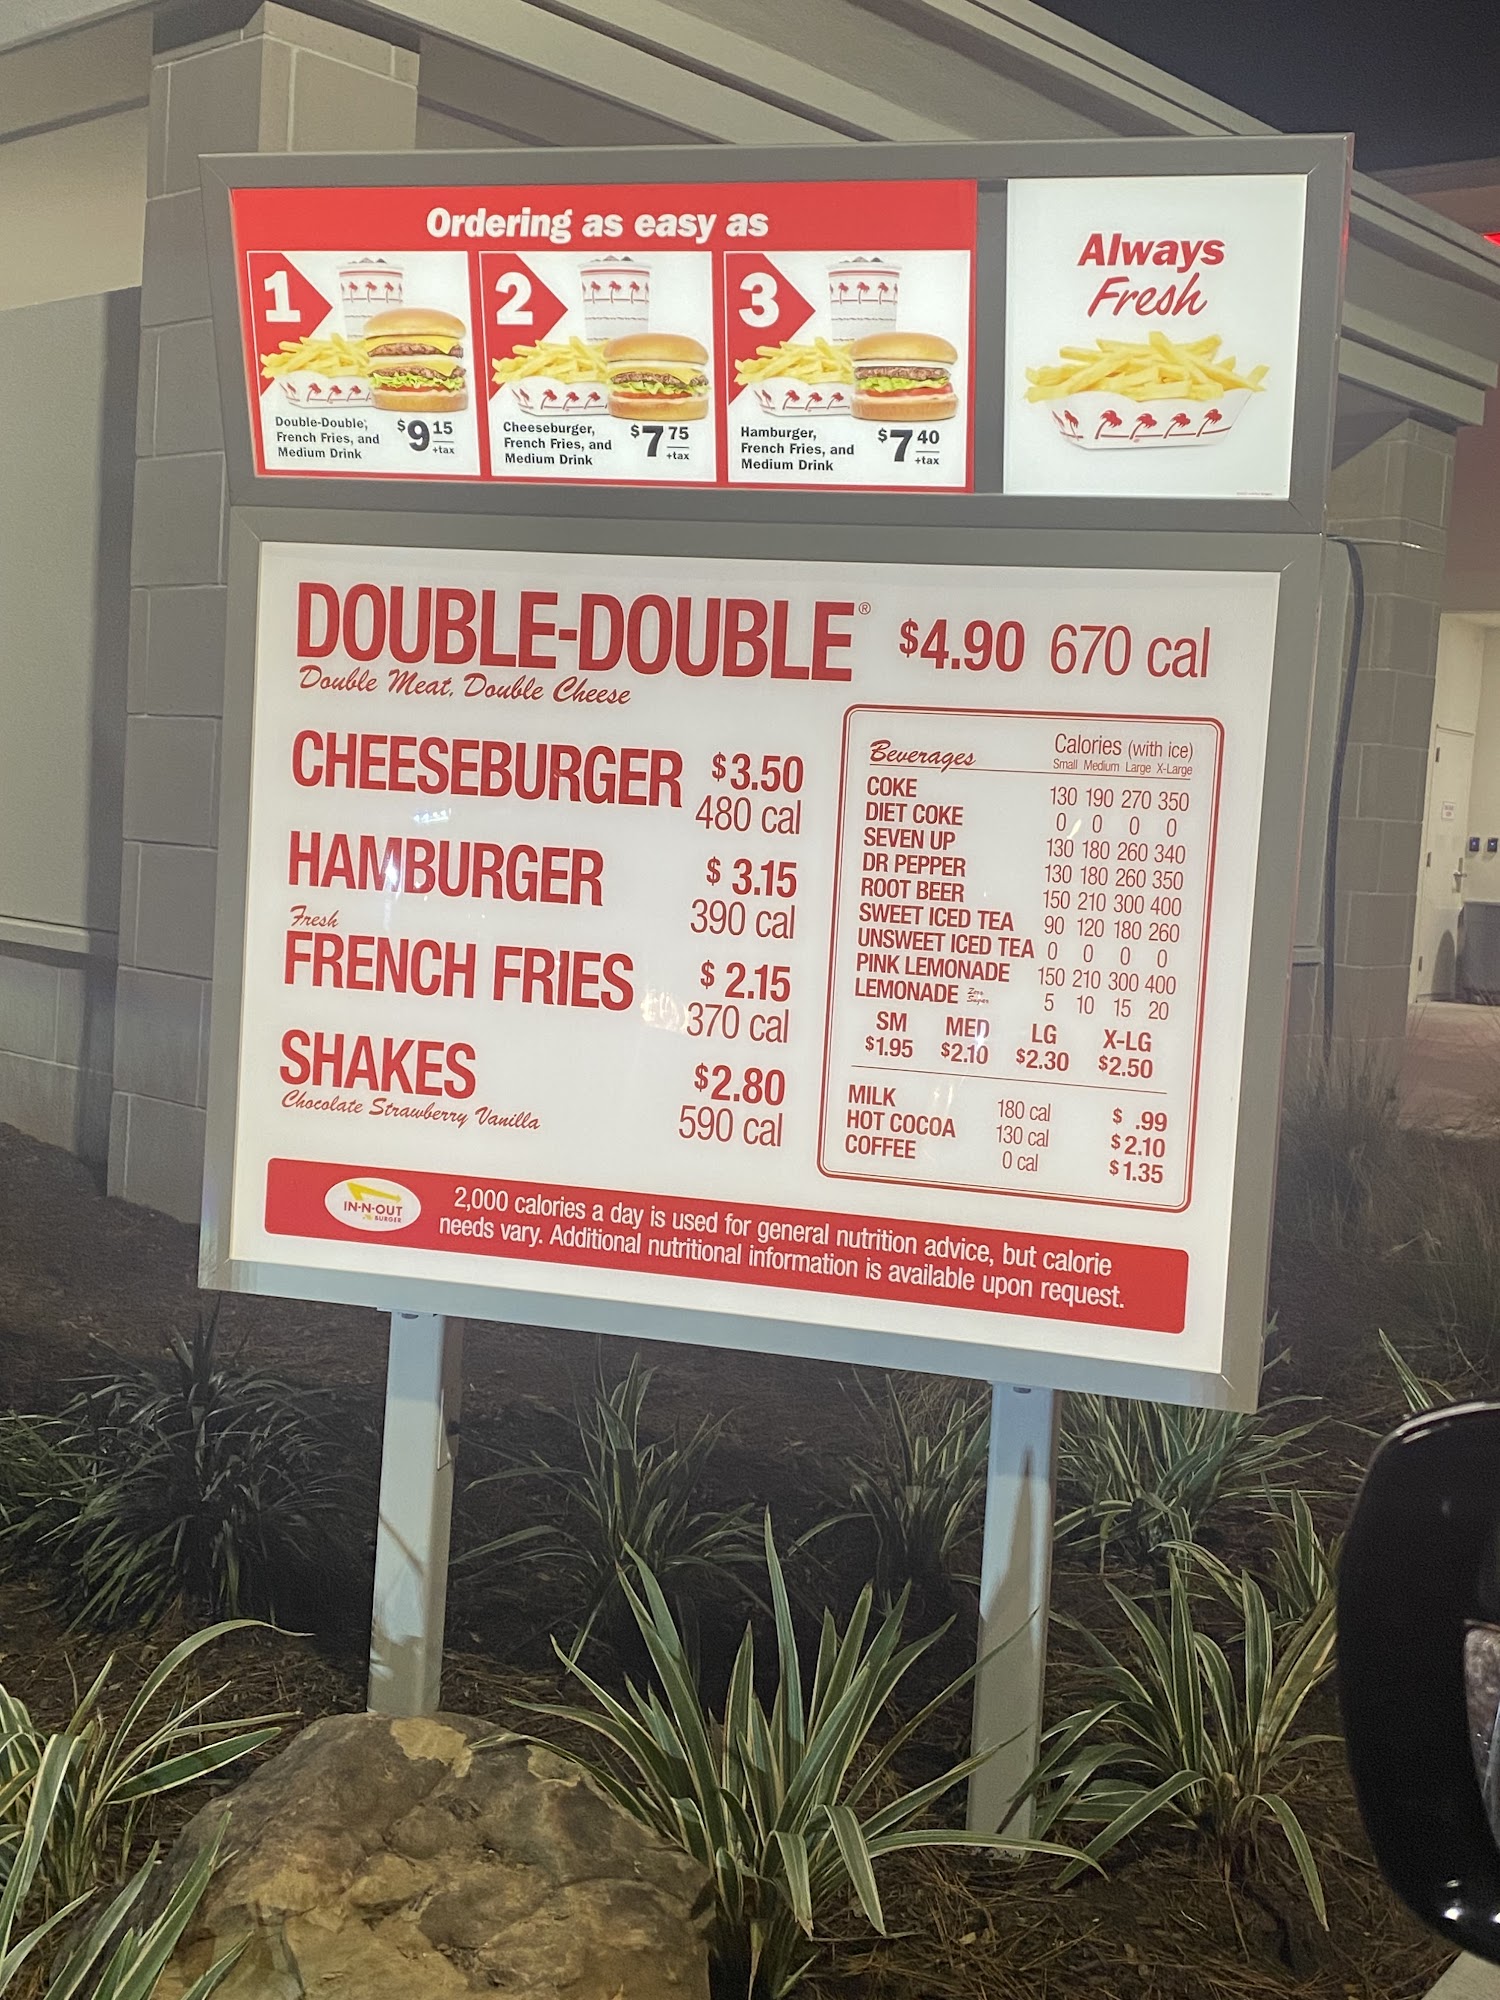 Ordering as easy as
1
Double-Double,
French Fries, and
Medium Drink
$9 15
+tax
2
Cheeseburger,
French Fries, and
Medium Drink
$7 75
+tax
3
Hamburger,
French Fries, and
Medium Drink
$7 40
+tax
Always
Fresh
DOUBLE-DOUBLE® $4.90 670 cal
Double Meat, Double Cheese
CHEESEBURGER $3.50
480 cal
HAMBURGER $ 3.15
390 cal
Fresh
FRENCH FRIES $ 2.15
370 cal
SHAKES $2.80
Chocolate Strawberry Vanilla 590 cal
Beverages Calories (with ice)
Small Medium Large X-Large
COKE 130 190 270 350
DIET COKE 0 0 0 0
SEVEN UP 130 180 260 340
DR PEPPER 130 180 260 350
ROOT BEER 150 210 300 400
SWEET ICED TEA 90 120 180 260
UNSWEET ICED TEA 0 0 0 0
PINK LEMONADE 150 210 300 400
LEMONADE Zero Sugar 5 10 15 20
SM MED LG X-LG
$1.95 $2.10 $2.30 $2.50
MILK 180 cal $ .99
HOT COCOA 130 cal $2.10
COFFEE 0 cal $1.35
IN-N-OUT
BURGER
2,000 calories a day is used for general nutrition advice, but calorie
needs vary. Additional nutritional information is available upon request.